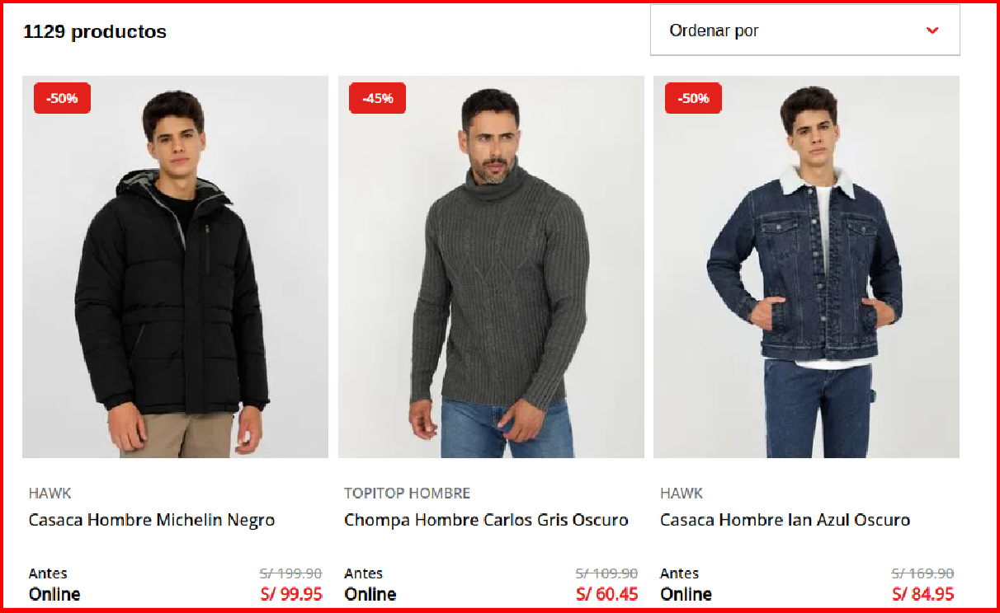 1129 productos
Ordenar por
-50%
-45%
-50%
HAWK
Casaca Hombre Michelin Negro
Antes S/ 199.90
Online S/ 99.95
TOPITOP HOMBRE
Chompa Hombre Carlos Gris Oscuro
Antes S/ 109.90
Online S/ 60.45
HAWK
Casaca Hombre Ian Azul Oscuro
Antes S/ 169.90
Online S/ 84.95